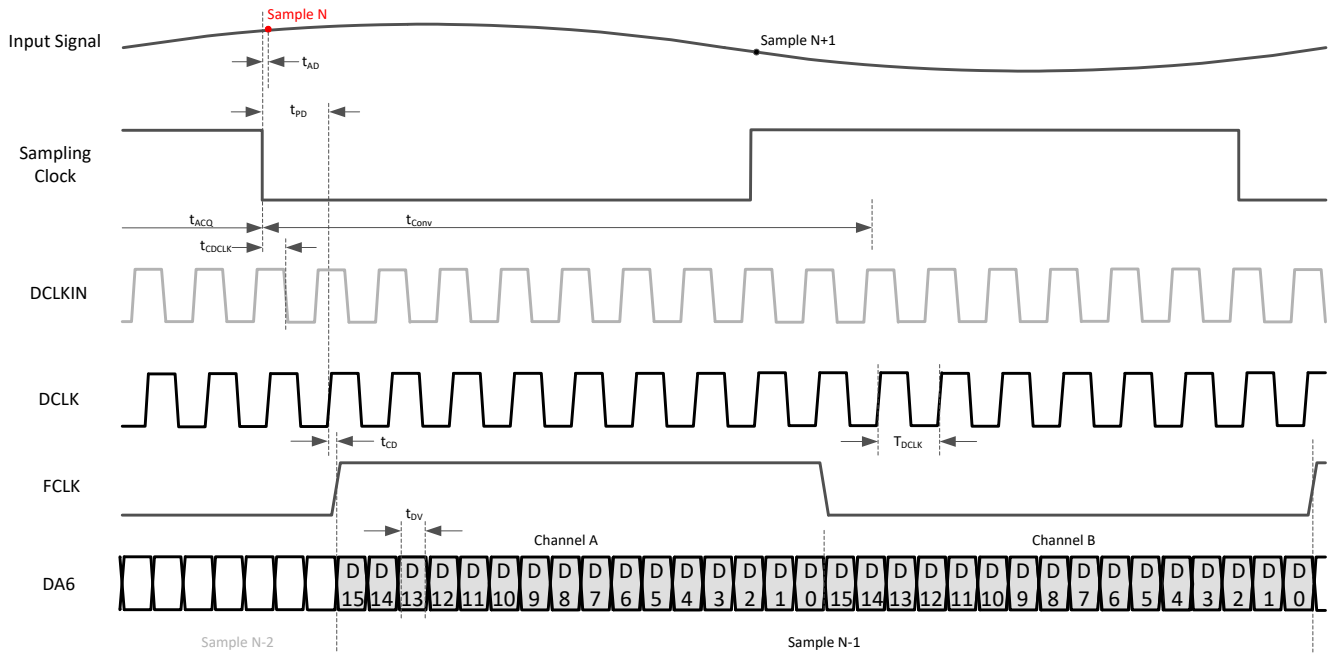 Sample N
Input Signal
Sample N+1
tAD
tPD
Sampling
Clock
tACQ
tConv
tCDCLK
DCLKIN
DCLK
tCD
TDCLK
FCLK
tDV
Channel A
Channel B
DA6
D D D D D D D D D D D D D D D D D D D D D D D D D D D D D D D D
15 14 13 12 11 10 9 8 7 6 5 4 3 2 1 0 15 14 13 12 11 10 9 8 7 6 5 4 3 2 1 0
Sample N-2
Sample N-1